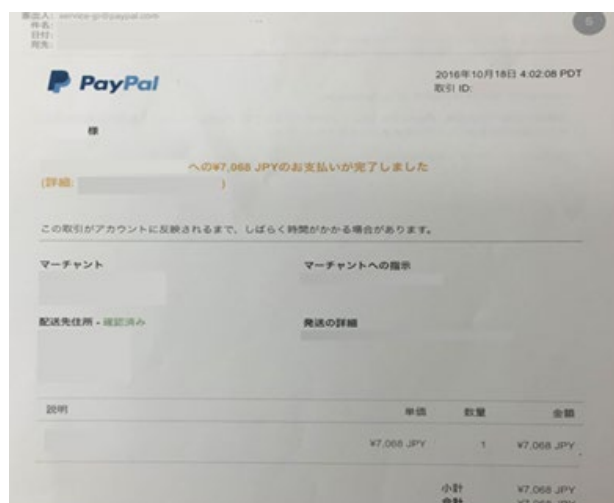 差出人: service-jp@paypal.com
件名:
日付:
宛先:
6
PayPal
2016年10月18日 4:02:08 PDT
取引 ID:
様
への¥7,068 JPYのお支払いが完了しました
(詳細: )
この取引がアカウントに反映されるまで、しばらく時間がかかる場合があります。
マーチャント
マーチャントへの指示
配送先住所 - 確認済み
発送の詳細
説明 単価 数量 金額
¥7,068 JPY 1 ¥7,068 JPY
小計 ¥7,068 JPY
合計 ¥7,068 JPY